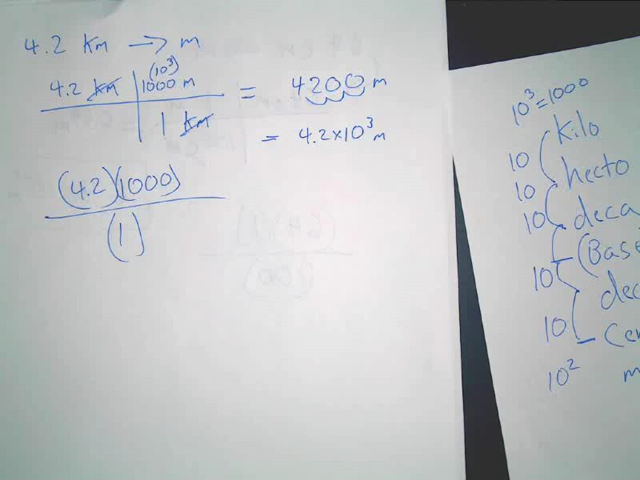 4.2 Km → m
4.2 Km | 1000 m (10³) = 4200 m
1 Km = 4.2×10³ m
(4.2)(1000)
(1)
10³=1000
Kilo
10
hecto
10
deca
10
(Base
10
dec
10
Cen
10² m